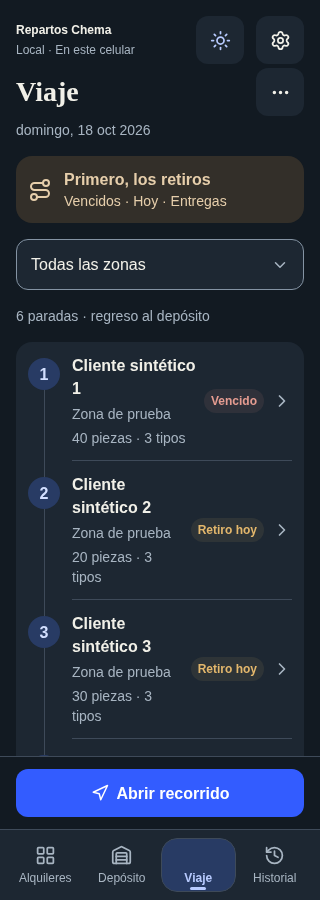 Repartos Chema
Local · En este celular
Viaje
domingo, 18 oct 2026
Primero, los retiros
Vencidos · Hoy · Entregas
Todas las zonas
6 paradas · regreso al depósito
1
Cliente sintético
1
Zona de prueba
40 piezas · 3 tipos
Vencido
2
Cliente
sintético 2
Zona de prueba
20 piezas · 3
tipos
Retiro hoy
3
Cliente
sintético 3
Zona de prueba
30 piezas · 3
tipos
Retiro hoy
Abrir recorrido
Alquileres
Depósito
Viaje
Historial